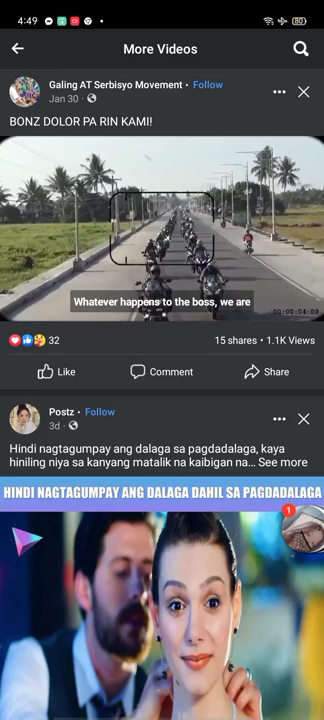 4:49
80
More Videos
Galing AT Serbisyo Movement • Follow
Jan 30 •
BONZ DOLOR PA RIN KAMI!
Whatever happens to the boss, we are
00:00:04:03
32
15 shares • 1.1K Views
Like
Comment
Share
Postz • Follow
3d •
Hindi nagtagumpay ang dalaga sa pagdadalaga, kaya
hiniling niya sa kanyang matalik na kaibigan na... See more
HINDI NAGTAGUMPAY ANG DALAGA DAHIL SA PAGDADALAGA
1